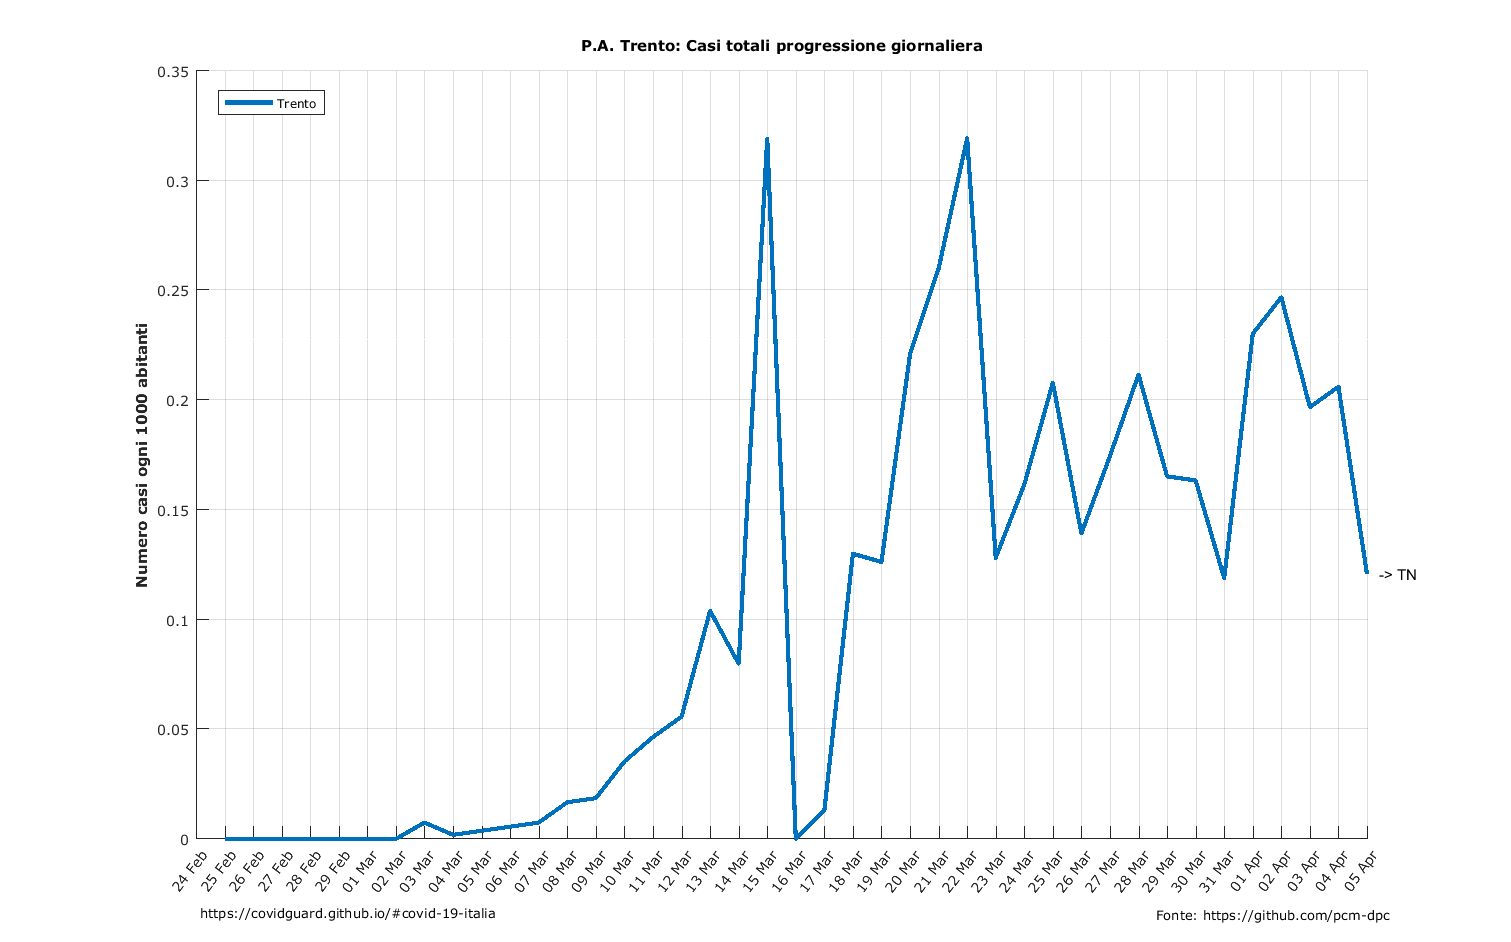 P.A. Trento: Casi totali progressione giornaliera
Trento
Numero casi ogni 1000 abitanti
0.35
0.3
0.25
0.2
0.15
0.1
0.05
0
-> TN
24 Feb
25 Feb
26 Feb
27 Feb
28 Feb
29 Feb
01 Mar
02 Mar
03 Mar
04 Mar
05 Mar
06 Mar
07 Mar
08 Mar
09 Mar
10 Mar
11 Mar
12 Mar
13 Mar
14 Mar
15 Mar
16 Mar
17 Mar
18 Mar
19 Mar
20 Mar
21 Mar
22 Mar
23 Mar
24 Mar
25 Mar
26 Mar
27 Mar
28 Mar
29 Mar
30 Mar
31 Mar
01 Apr
02 Apr
03 Apr
04 Apr
05 Apr
https://covidguard.github.io/#covid-19-italia
Fonte: https://github.com/pcm-dpc